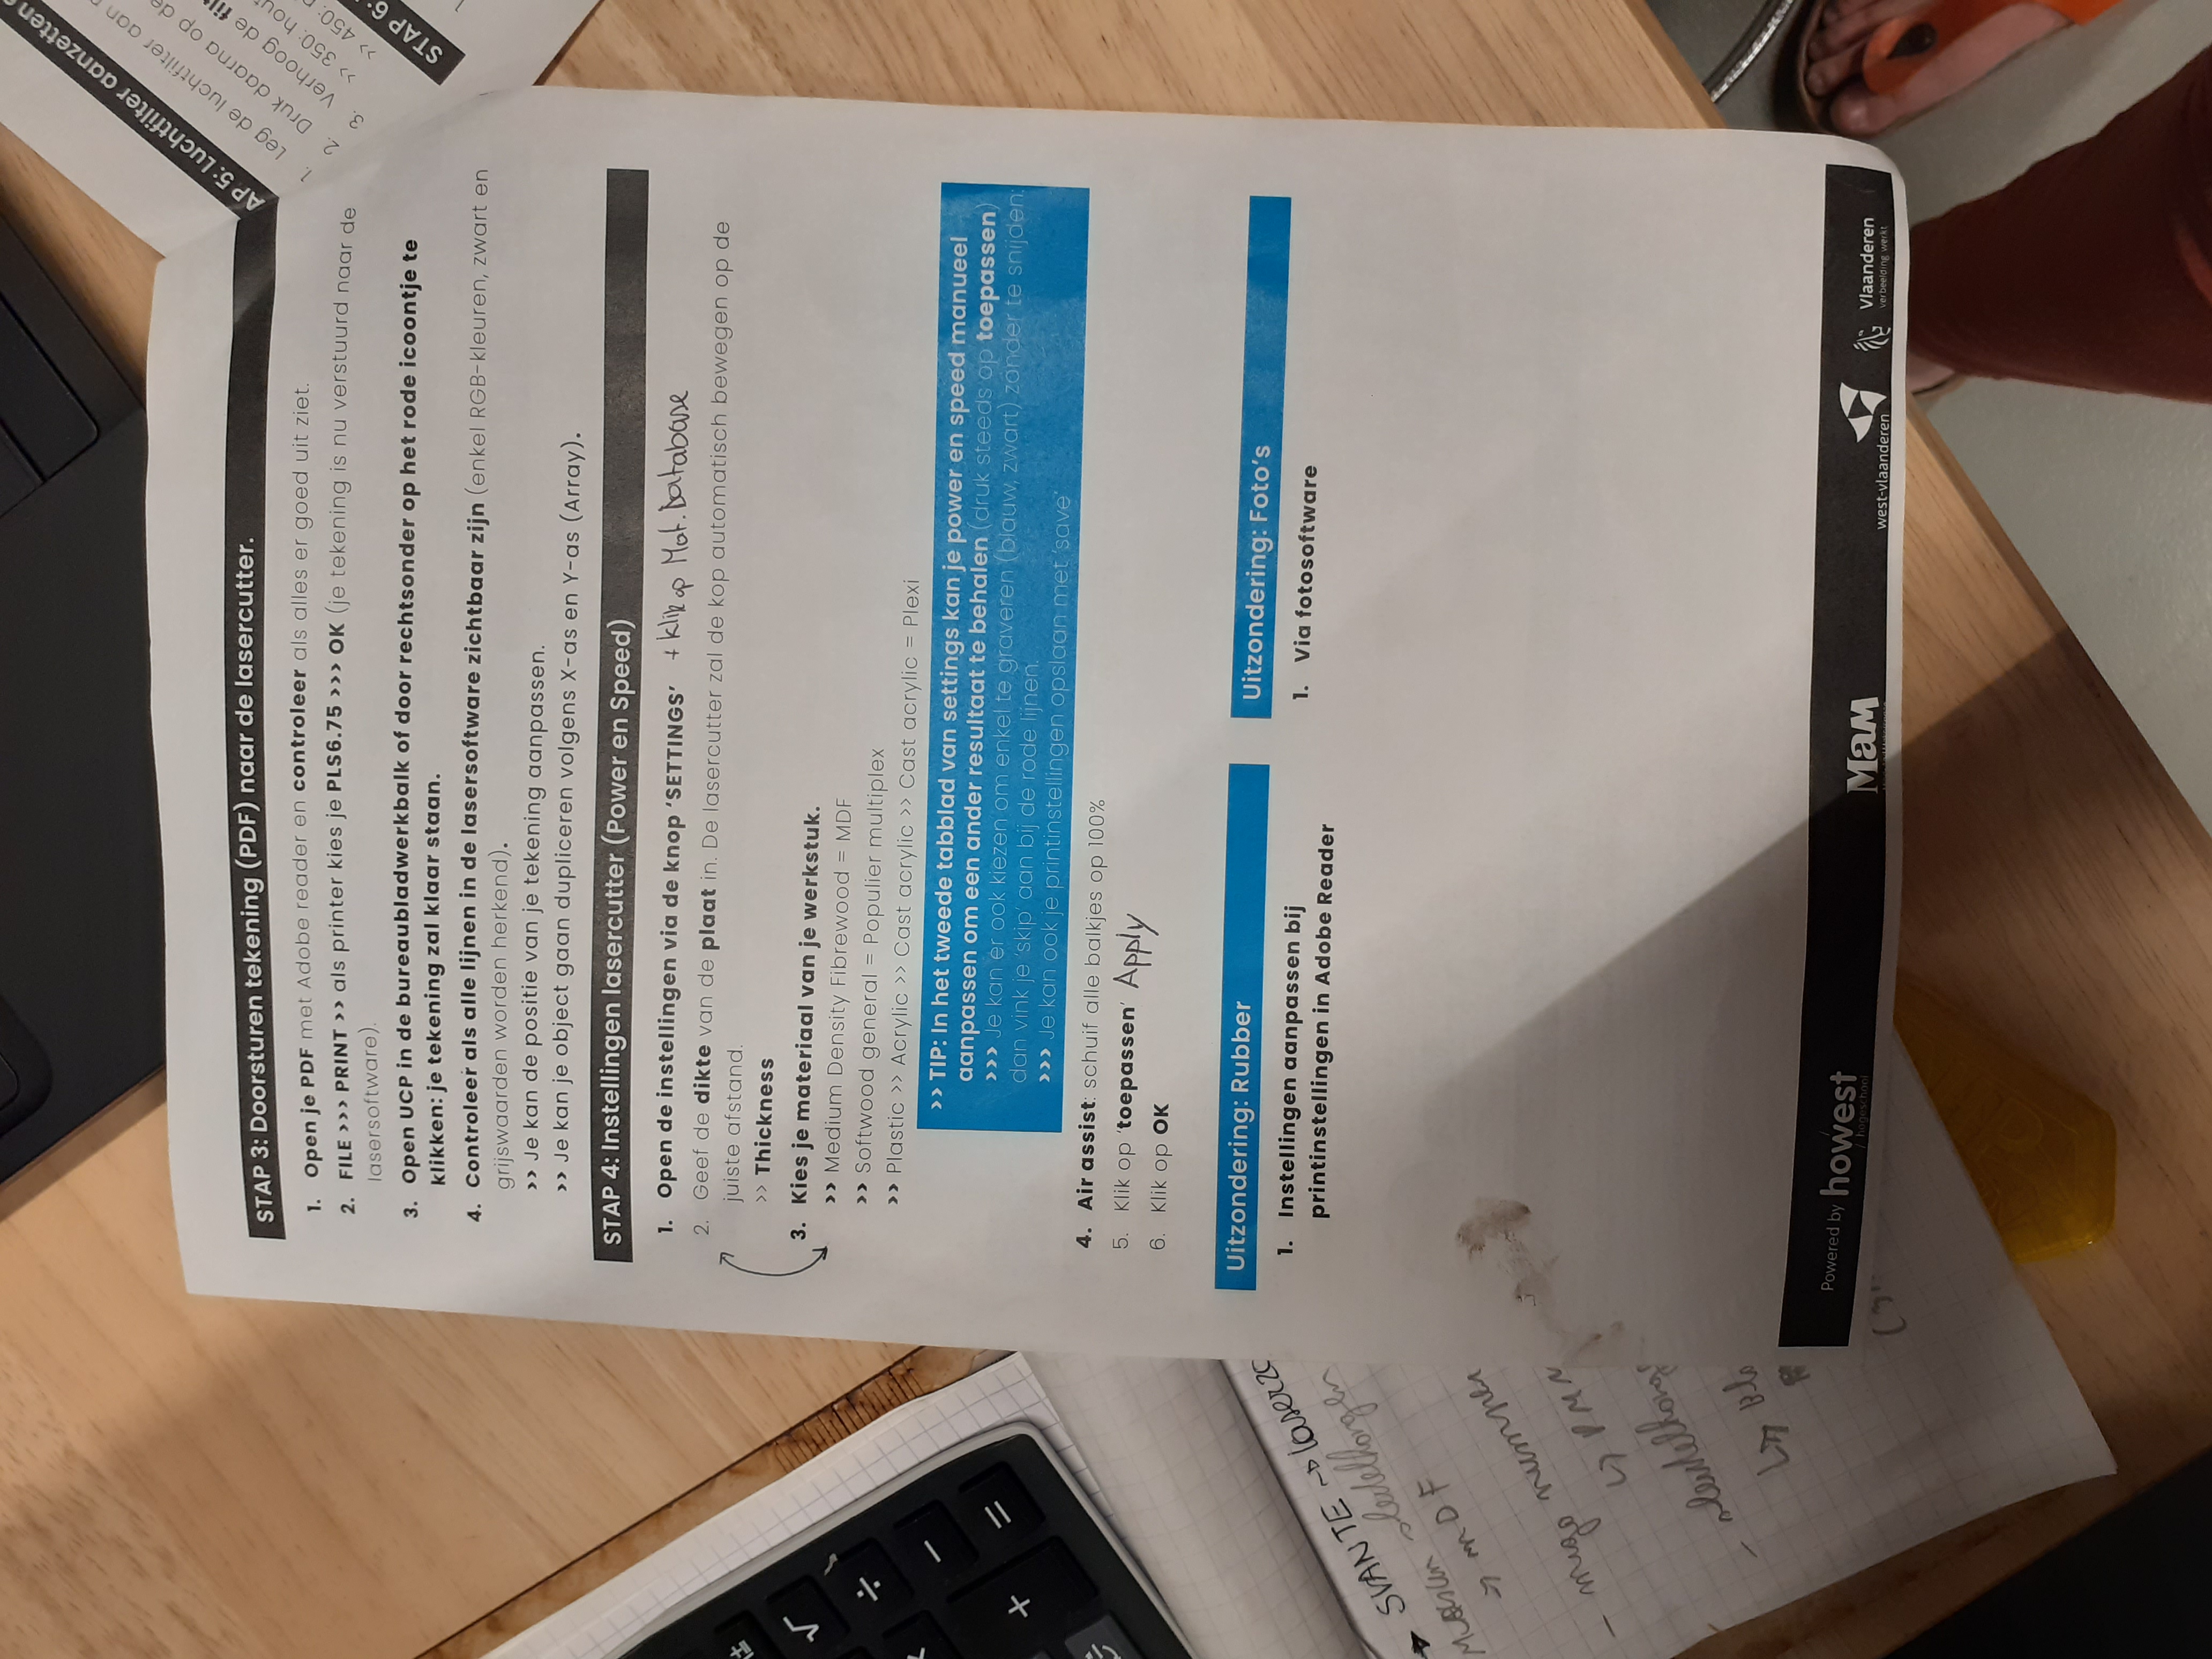 STAP 3: Doorsturen tekening (PDF) naar de lasercutter.
1. Open je PDF met Adobe reader en controleer als alles er goed uit ziet.
2. FILE >>> PRINT >> als printer kies je PLS6.75 >>> OK (je tekening is nu verstuurd naar de
lasersoftware).
3. Open UCP in de bureaubladwerkbalk of door rechtsonder op het rode icoontje te
klikken: je tekening zal klaar staan.
4. Controleer als alle lijnen in de lasersoftware zichtbaar zijn (enkel RGB-kleuren, zwart en
grijswaarden worden herkend).
>> Je kan de positie van je tekening aanpassen.
>> Je kan je object gaan dupliceren volgens X-as en Y-as (Array).
STAP 4: Instellingen lasercutter (Power en Speed)
1. Open de instellingen via de knop 'SETTINGS' + klik op Mat. Database
2. Geef de dikte van de plaat in. De lasercutter zal de kop automatisch bewegen op de
juiste afstand.
>> Thickness
3. Kies je materiaal van je werkstuk.
>> Medium Density Fibrewood = MDF
>> Softwood general = Populier multiplex
>> Plastic >> Acrylic >> Cast acrylic >> Cast acrylic = Plexi
>>TIP: In het tweede tabblad van settings kan je power en speed manueel
aanpassen om een ander resultaat te behalen (druk steeds op toepassen)
>>> Je kan er ook kiezen om enkel te graveren (blauw, zwart) zonder te snijden:
dan vink je 'skip' aan bij de rode lijnen.
>>> Je kan ook je printinstellingen opslaan met 'save'
4. Air assist: schuif alle balkjes op 100%
5. Klik op 'toepassen' Apply
6. Klik op OK
Uitzondering: Rubber
1. Instellingen aanpassen bij
printinstellingen in Adobe Reader
Uitzondering: Foto's
1. Via fotosoftware
Powered by howest
hogeschool
MaM
west-vlaanderen
Vlaanderen
verbeelding werkt
AP 5: Luchtfilter aanzetten
1. Leg de luchtfilter aan
2. Druk daarna op de
3. Verhoog de filt
>> 350: hout
>> 450:
STAP 6:
1.
SVANTE ~> laserzc
sleutelhangen
→ MDF
+
-
=
÷
√